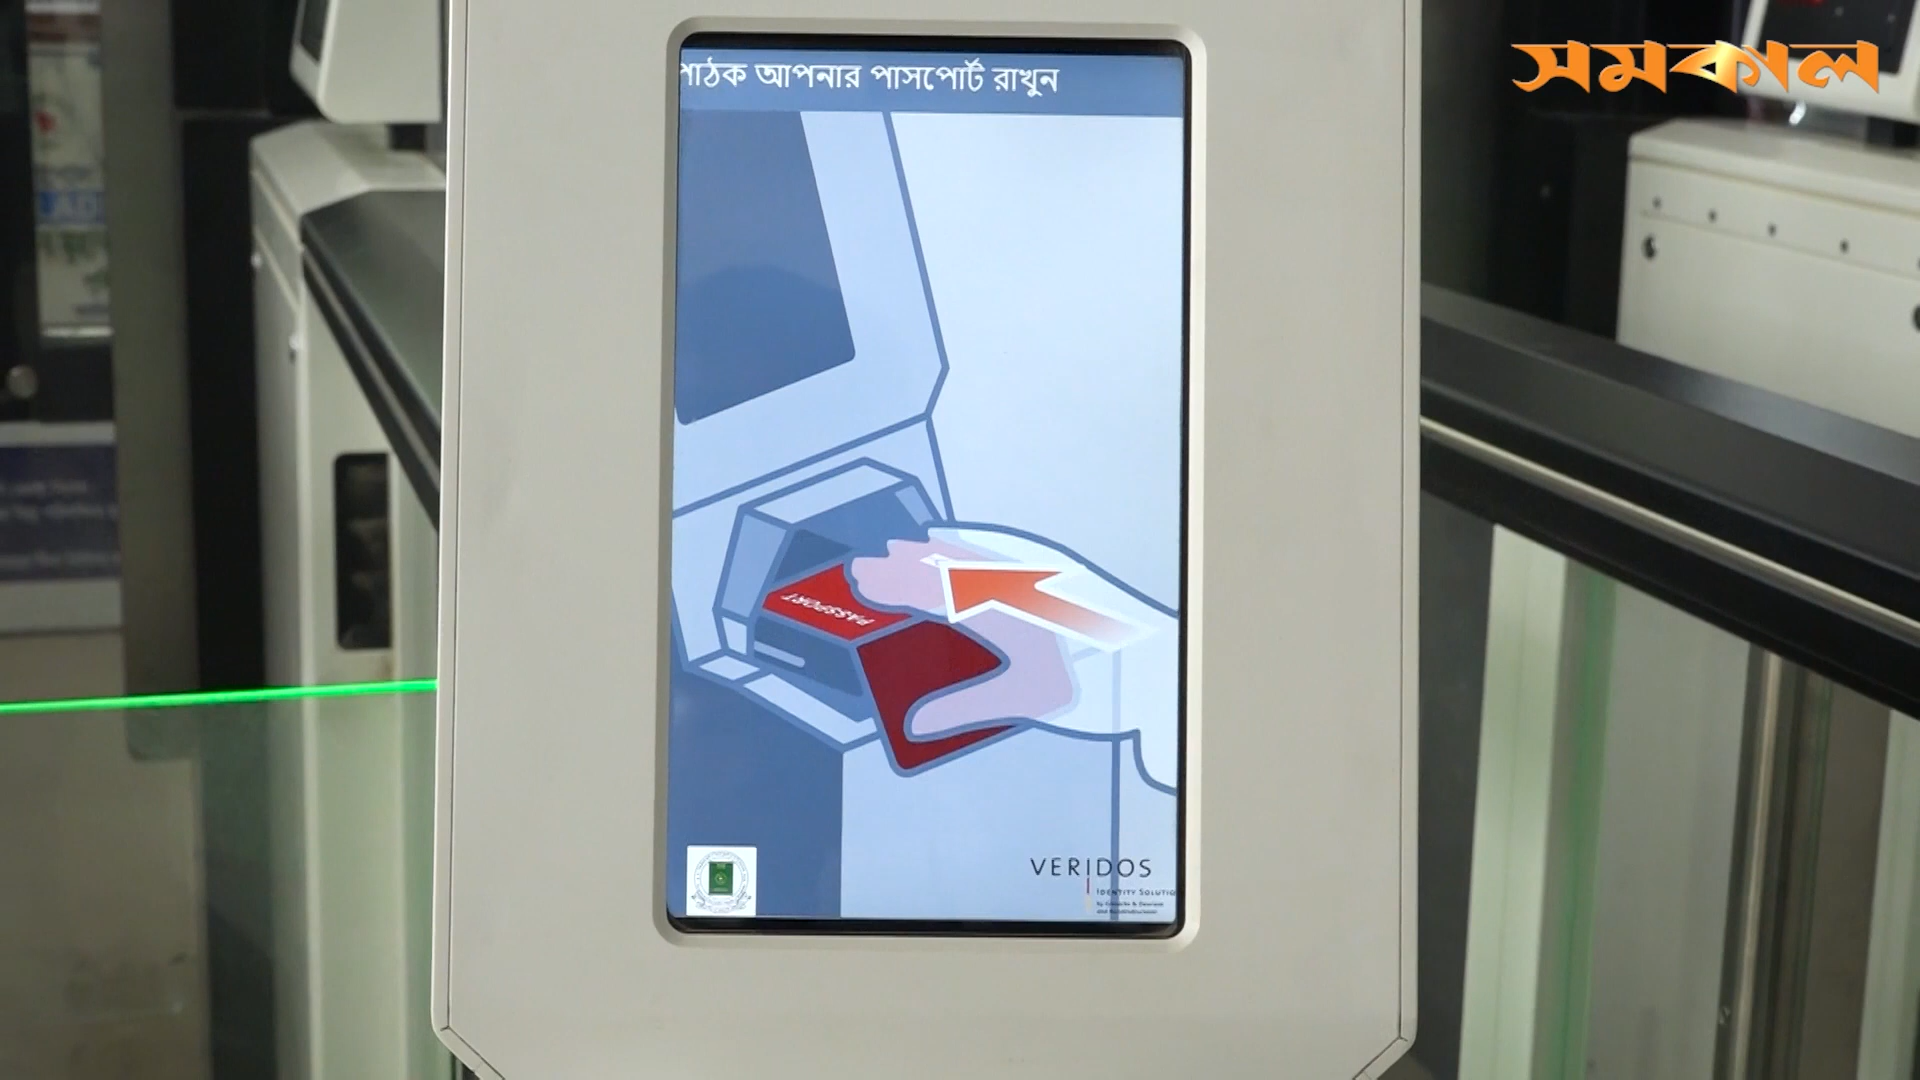 সমকাল
পাঠক আপনার পাসপোর্ট রাখুন
PASSPORT
VERIDOS
IDENTITY SOLUTIO